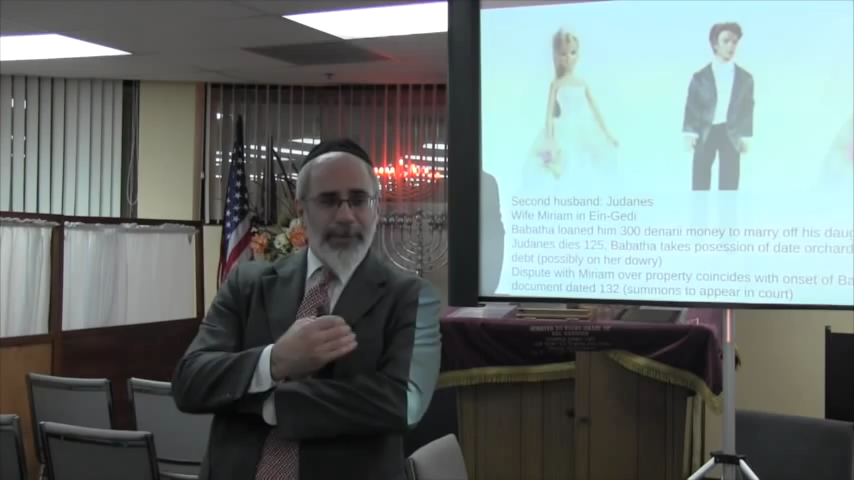 Second husband: Judanes
Wife Miriam in Ein-Gedi
Babatha loaned him 300 denarii money to marry off his daug
Judanes dies 125, Babatha takes posession of date orchard
debt (possibly on her dowry)
Dispute with Miriam over property coincides with onset of Ba
document dated 132 (summons to appear in court)